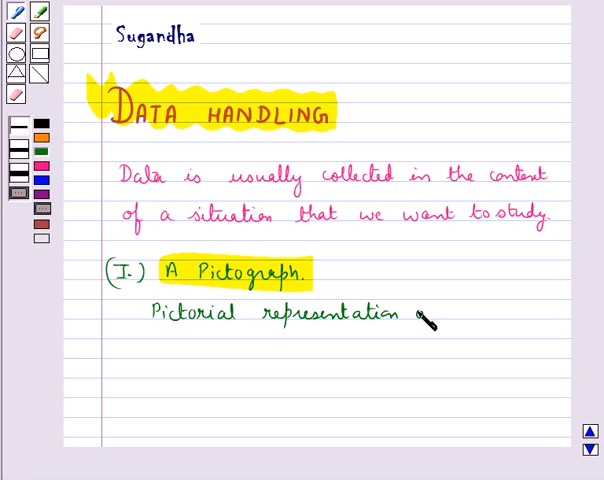 Sugandha
DATA HANDLING
Data is usually collected in the context
of a situation that we want to study.
(I.) A Pictograph.
Pictorial representation